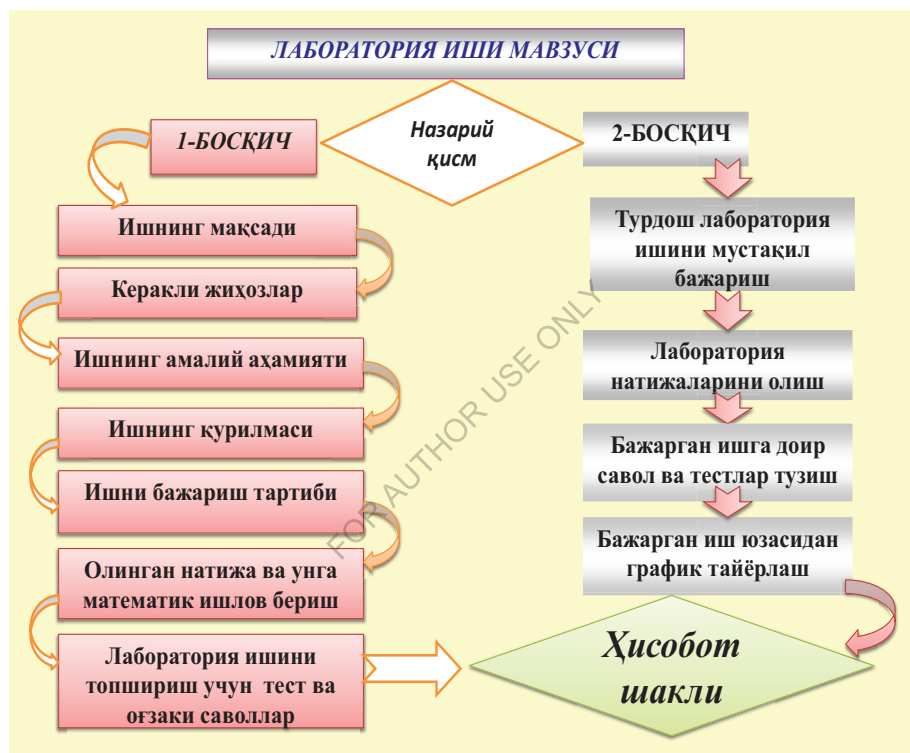 ЛАБОРАТОРИЯ ИШИ МАВЗУСИ
Назарий
қисм
1-БОСҚИЧ
Ишнинг мақсади
Керакли жиҳозлар
Ишнинг амалий аҳамияти
Ишнинг қурилмаси
Ишни бажариш тартиби
Олинган натижа ва унга
математик ишлов бериш
Лаборатория ишини
топшириш учун тест ва
оғзаки саволлар
2-БОСҚИЧ
Турдош лаборатория
ишини мустақил
бажариш
Лаборатория
натижаларини олиш
Бажарган ишга доир
савол ва тестлар тузиш
Бажарган иш юзасидан
график тайёрлаш
Ҳисобот
шакли
FOR AUTHOR USE ONLY